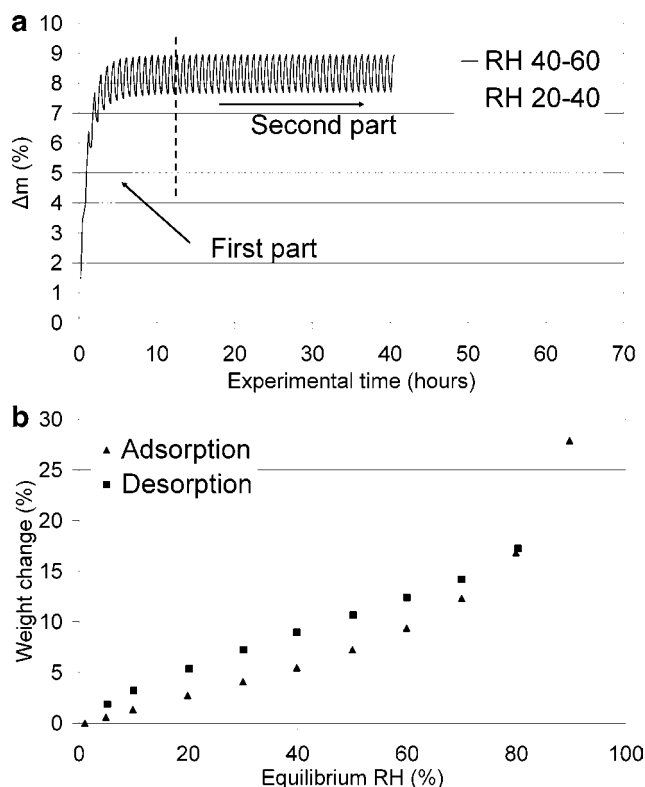 a
10
9
8
7
6
5
4
3
2
1
0
Δm (%)
RH 40-60
RH 20-40
Second part
First part
0 10 20 30 40 50 60 70
Experimental time (hours)
b
30
25
20
15
10
5
0
Weight change (%)
Adsorption
Desorption
0 20 40 60 80 100
Equilibrium RH (%)